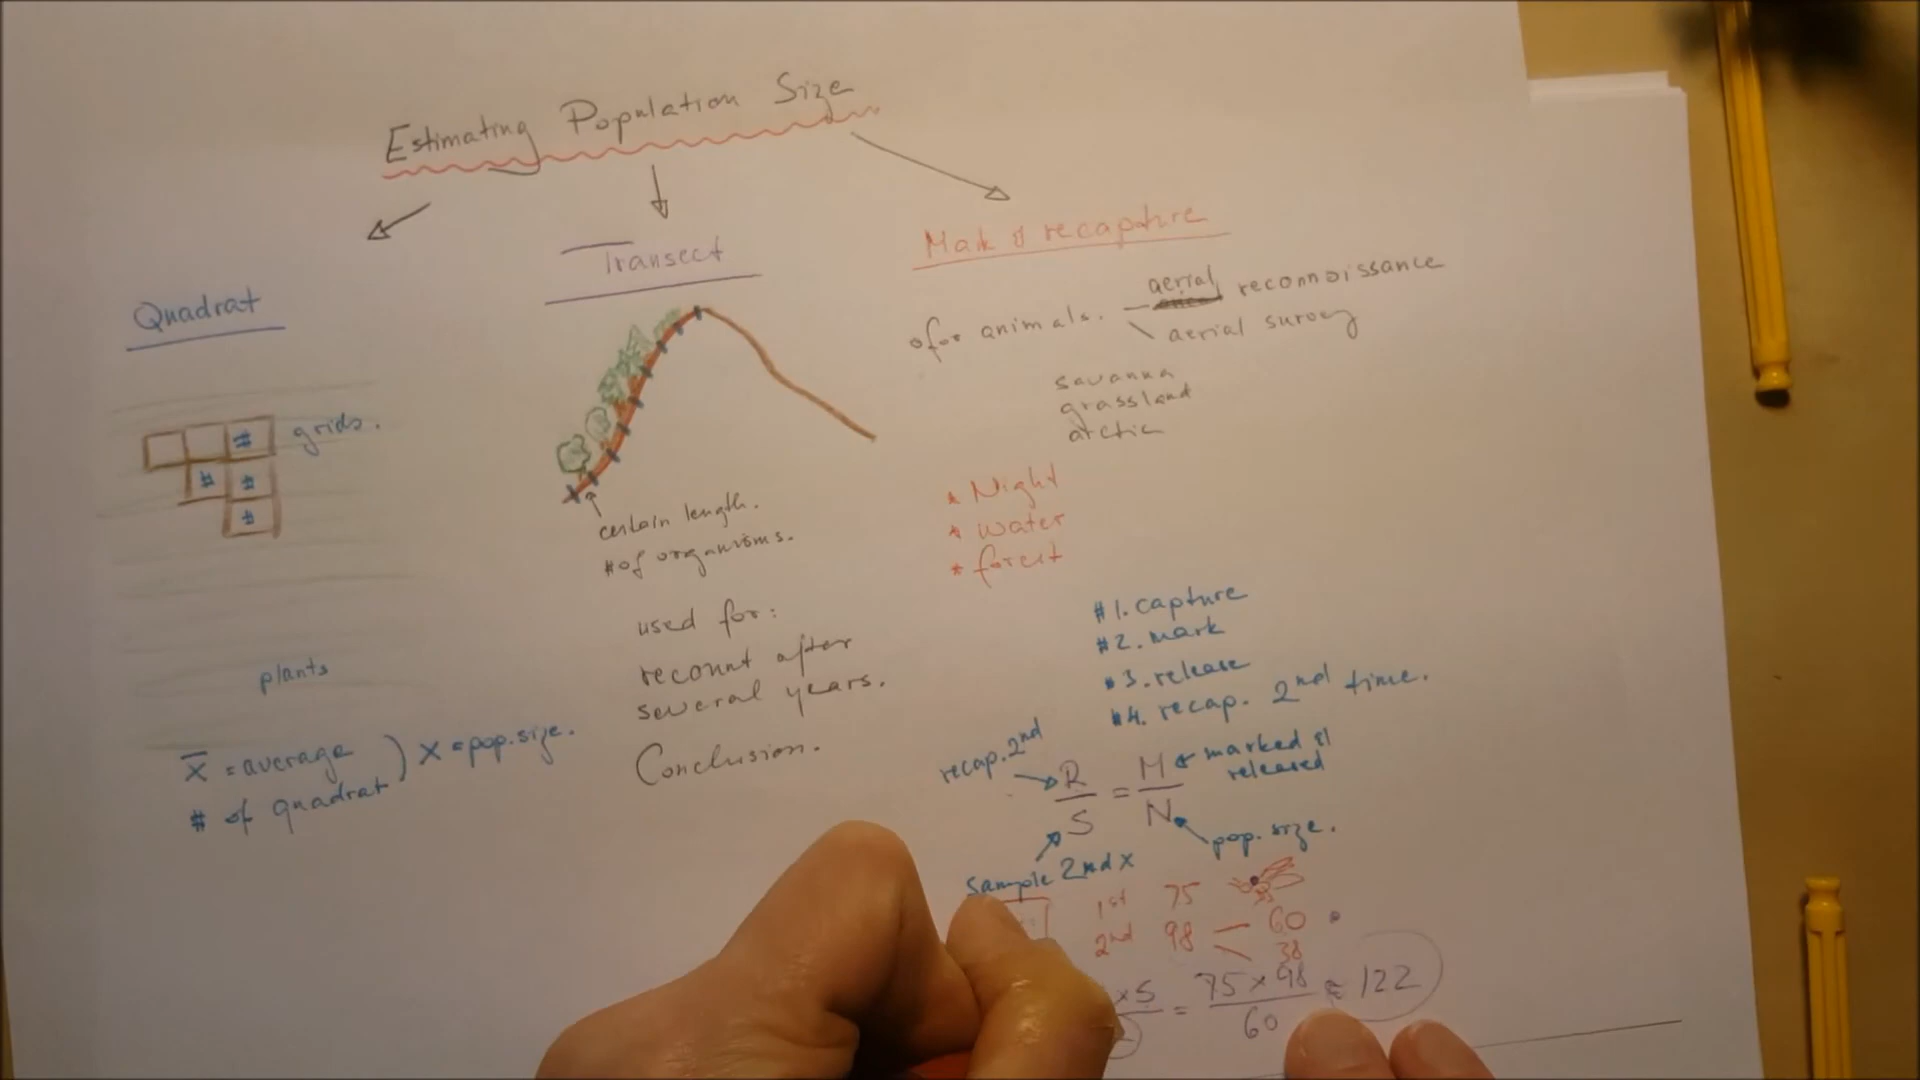 Estimating Population Size
Quadrat
grids.
#
# #
#
plants
x̄ = average
# of quadrat
) x = pop. size.
Transect
certain length.
# of organisms.
used for:
recount after
several years.
Conclusion.
Mark & recapture
for animals. — aerial reconnoissance
aerial survey
savanna
grassland
arctic
* Night
* water
* forest
#1. capture
#2. mark
3. release
#4. recap. 2nd time.
recap. 2nd
R/S = M/N
marked & released
pop. size.
Sample 2nd x
1st 75
2nd 98 — 60
38
x S = 75 x 98 / 60 ≈ 122